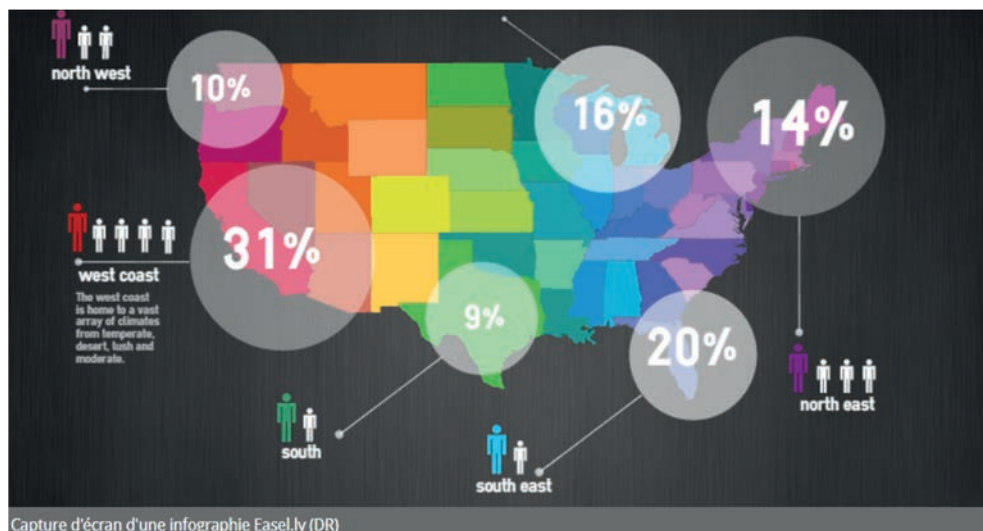 north west
10%
16%
14%
west coast
31%
The west coast
is home to a vast
array of climates
from temperate,
desert, lush and
moderate.
9%
20%
south
south east
north east
Capture d'écran d'une infographie Easel.ly (DR)